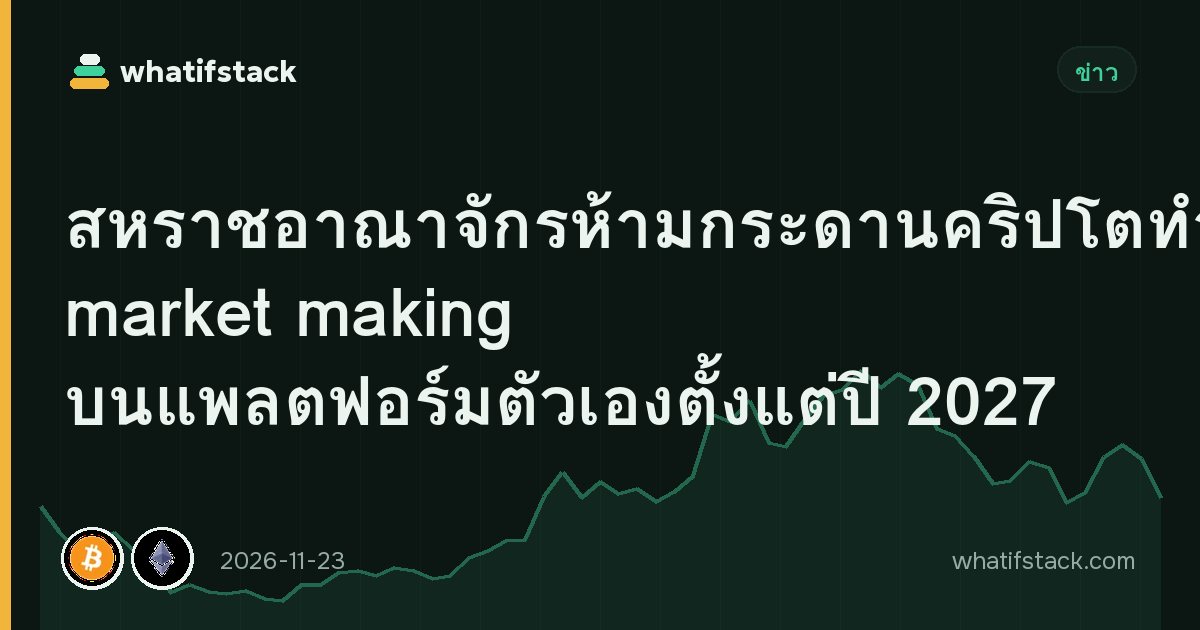 whatifstack
ข่าว
สหราชอาณาจักรห้ามกระดานคริปโตทำ
market making
บนแพลตฟอร์มตัวเองตั้งแต่ปี 2027
2026-11-23
whatifstack.com